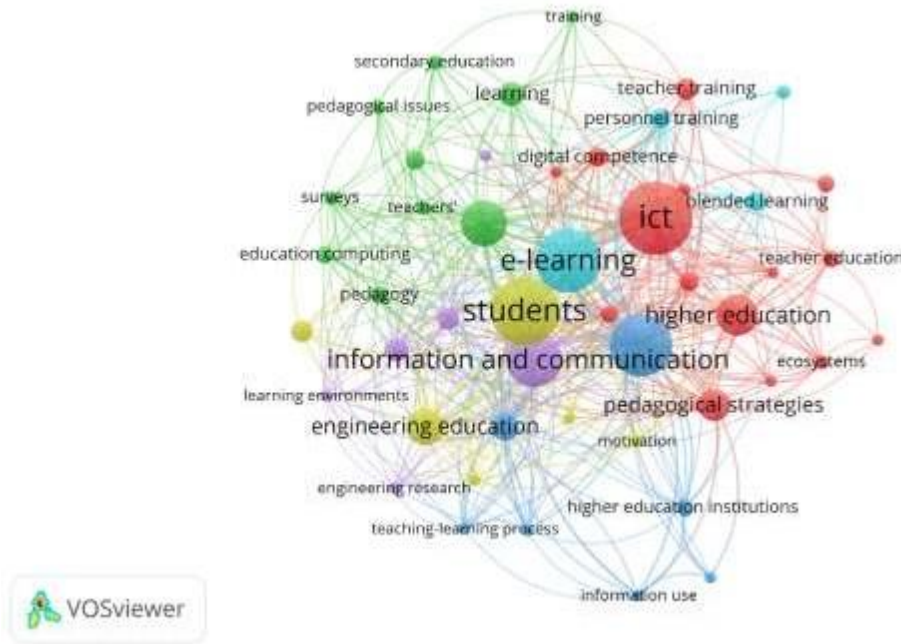 training
secondary education
learning
teacher training
pedagogical issues
personnel training
digital competence
surveys
teachers'
blended learning
ict
education computing
e-learning
teacher education
pedagogy
students
higher education
information and communication
ecosystems
learning environments
pedagogical strategies
engineering education
motivation
engineering research
higher education institutions
teaching-learning process
information use
VOSviewer